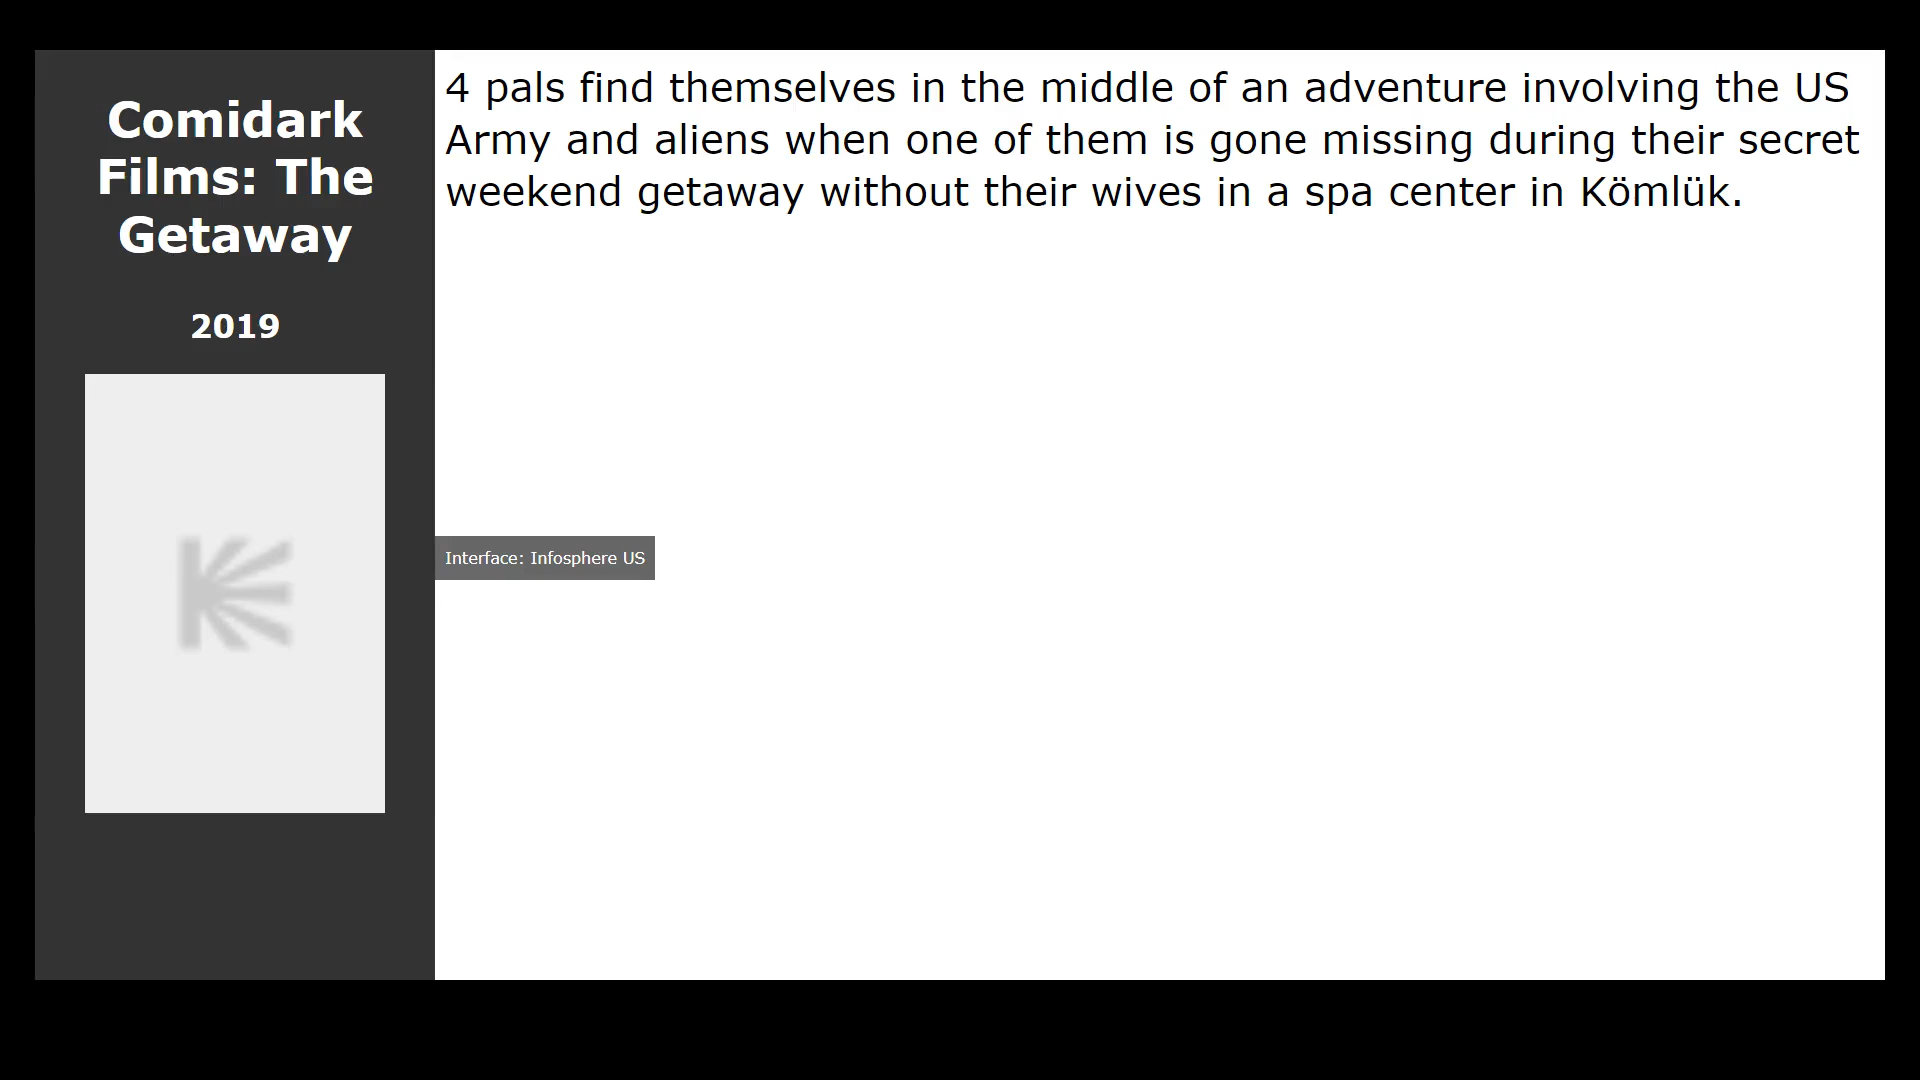 Comidark
Films: The
Getaway
2019
4 pals find themselves in the middle of an adventure involving the US
Army and aliens when one of them is gone missing during their secret
weekend getaway without their wives in a spa center in Kömlük.
Interface: Infosphere US